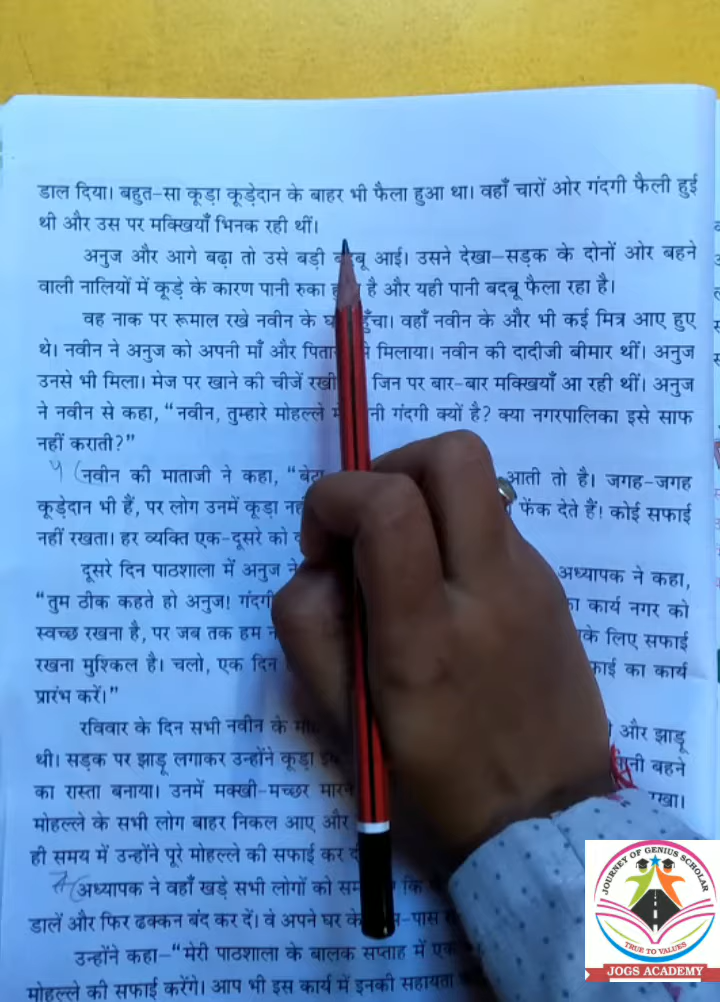 डाल दिया। बहुत-सा कूड़ा कूड़ेदान के बाहर भी फैला हुआ था। वहाँ चारों ओर गंदगी फैली हुई
थी और उस पर मक्खियाँ भिनक रही थीं।
अनुज और आगे बढ़ा तो उसे बड़ी बदबू आई। उसने देखा—सड़क के दोनों ओर बहने
वाली नालियों में कूड़े के कारण पानी रुका है और यही पानी बदबू फैला रहा है।
वह नाक पर रूमाल रखे नवीन के वहाँ नवीन के और भी कई मित्र आए हुए
थे। नवीन ने अनुज को अपनी माँ और मिलाया। नवीन की दादीजी बीमार थीं। अनुज
उनसे भी मिला। मेज पर खाने की चीजें रखी जिन पर बार-बार मक्खियाँ आ रही थीं। अनुज
ने नवीन से कहा, “नवीन, तुम्हारे मोहल्ले गंदगी क्यों है? क्या नगरपालिका इसे साफ
नहीं कराती?”
नवीन की माताजी ने कहा, “बेटा आती तो है। जगह-जगह
कूड़ेदान भी हैं, पर लोग उनमें कूड़ा फेंक देते हैं! कोई सफाई
नहीं रखता। हर व्यक्ति एक-दूसरे को
दूसरे दिन पाठशाला में अनुज ने अध्यापक ने कहा,
“तुम ठीक कहते हो अनुज! गंदगी का कार्य नगर को
स्वच्छ रखना है, पर जब तक हम के लिए सफाई
रखना मुश्किल है। चलो, एक दिन का कार्य
प्रारंभ करें।”
रविवार के दिन सभी नवीन के और झाड़ू
थी। सड़क पर झाड़ू लगाकर उन्होंने कूड़ा बहने
का रास्ता बनाया। उनमें मक्खी-मच्छर मारने
मोहल्ले के सभी लोग बाहर निकल आए और
ही समय में उन्होंने पूरे मोहल्ले की सफाई कर
अध्यापक ने वहाँ खड़े सभी लोगों को कि
डालें और फिर ढक्कन बंद कर दें। वे अपने घर के
उन्होंने कहा—“मेरी पाठशाला के बालक सप्ताह में एक
मोहल्ले की सफाई करेंगे। आप भी इस कार्य में इनकी सहायता
JOURNEY OF GENIUS SCHOLAR
TRUE TO VALUES
JOGS ACADEMY